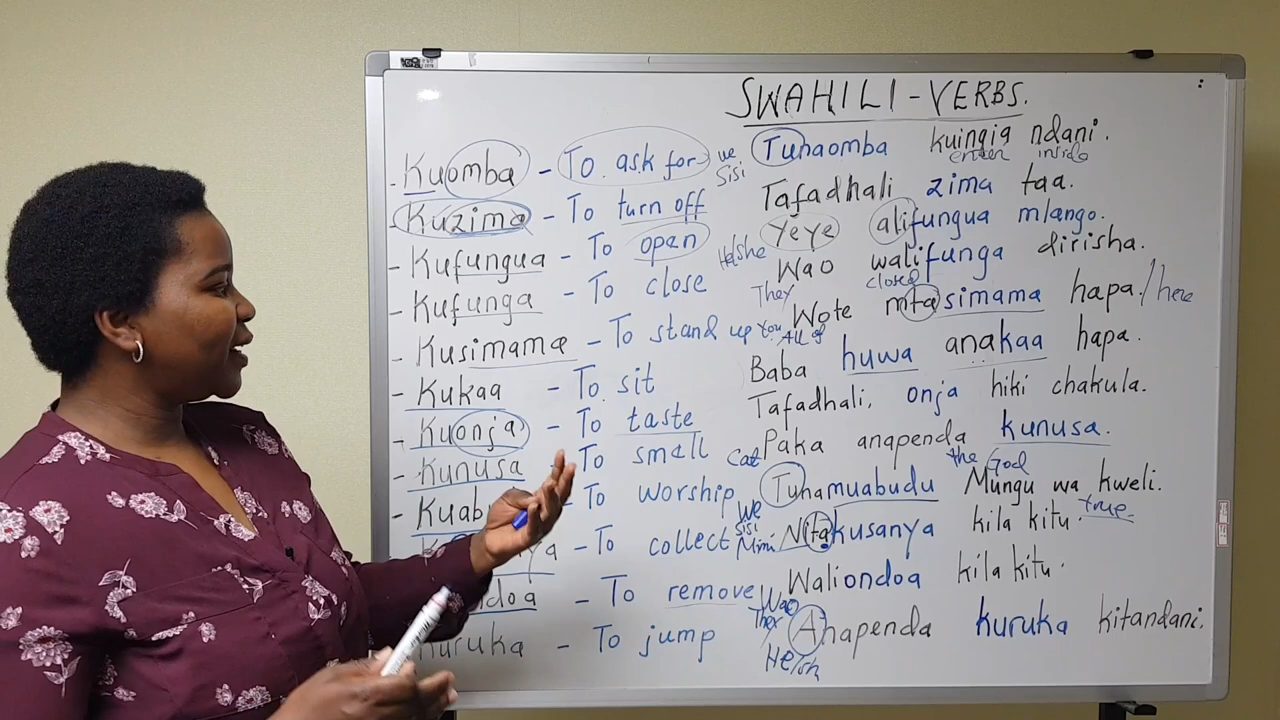 SWAHILI-VERBS.
Kuomba - To ask for we Sisi Tunaomba kuingia ndani.
enter inside
Kuzima - To turn off Tafadhali zima taa.
- Kufungua - To open He/she Yeye alifungua mlango.
- Kufunga - To close They Wao walifunga dirisha.
closed
- Kusimama - To stand up You All of Wote mtasimama hapa. / here
- Kukaa - To sit Baba huwa anakaa hapa.
- Kuonja - To taste Tafadhali, onja hiki chakula.
- Kunusa - To small Cat Paka anapenda kunusa.
- Kuab - To worship We Sisi Tunamuabudu Mungu wa kweli.
the God true
K ya - To collect Mimi Nitakusanya kila kitu.
ndoa - To remove Wao They Waliondoa kila kitu.
Kuruka - To jump He/sh Anapenda kuruka kitandani.